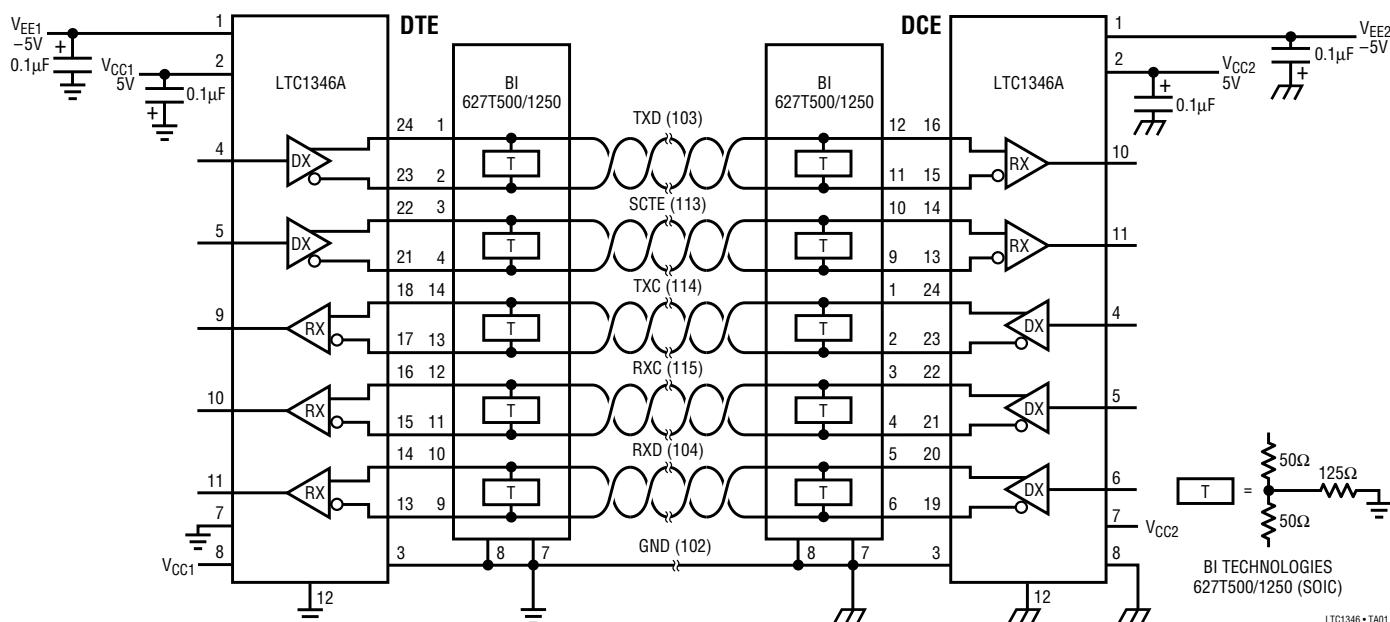 VEE1
–5V
0.1µF
1
VCC1
5V
2
0.1µF
LTC1346A
DTE
BI
627T500/1250
DCE
BI
627T500/1250
LTC1346A
1
VEE2
–5V
0.1µF
2
VCC2
5V
0.1µF
4
DX
24
1
23
2
T
TXD (103)
T
12
16
11
15
RX
10
5
DX
22
3
21
4
T
SCTE (113)
T
10
14
9
13
RX
11
9
RX
18
14
17
13
T
TXC (114)
T
1
24
2
23
DX
4
10
RX
16
12
15
11
T
RXC (115)
T
3
22
4
21
DX
5
11
RX
14
10
13
9
T
RXD (104)
T
5
20
6
19
DX
6
7
VCC1
8
12
3
8
7
GND (102)
8
7
3
12
7
VCC2
8
T
=
50Ω
125Ω
50Ω
BI TECHNOLOGIES
627T500/1250 (SOIC)
LTC1346 • TA01